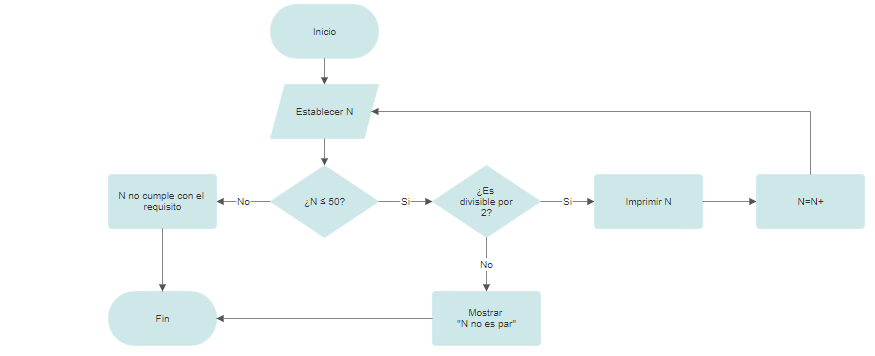 Inicio
Establecer N
N no cumple con el
requisito
No
¿N ≤ 50?
Si
¿Es
divisible por
2?
Si
Imprimir N
N=N+
No
Fin
Mostrar
"N no es par"